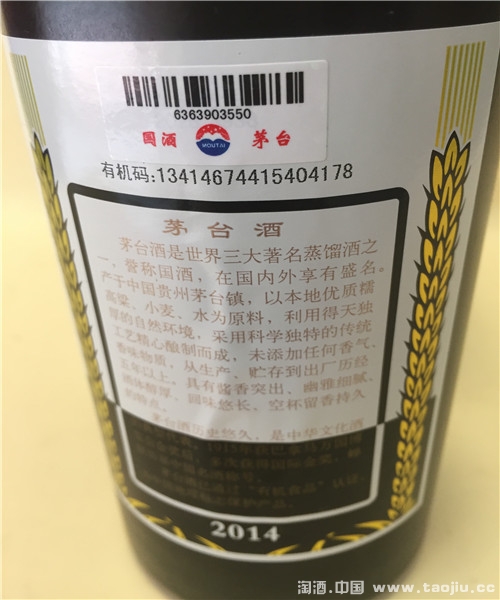 6363903550
国酒 MOUTAI 茅台
有机码:13414674415404178
茅台酒
茅台酒是世界三大著名蒸馏酒之
一，誉称国酒，在国内外享有盛名。
产于中国贵州茅台镇，以本地优质糯
高粱、小麦、水为原料，利用得天独
厚的自然环境，采用科学独特的传统
工艺精心酿制而成，未添加任何香气、
香味物质，从生产、贮存到出厂历经
五年以上，具有酱香突出、幽雅细腻、
酒体醇厚、回味悠长、空杯留香持久
的特点。
茅台酒历史悠久，是中华文化酒
2014
淘酒.中国 www.taojiu.cc